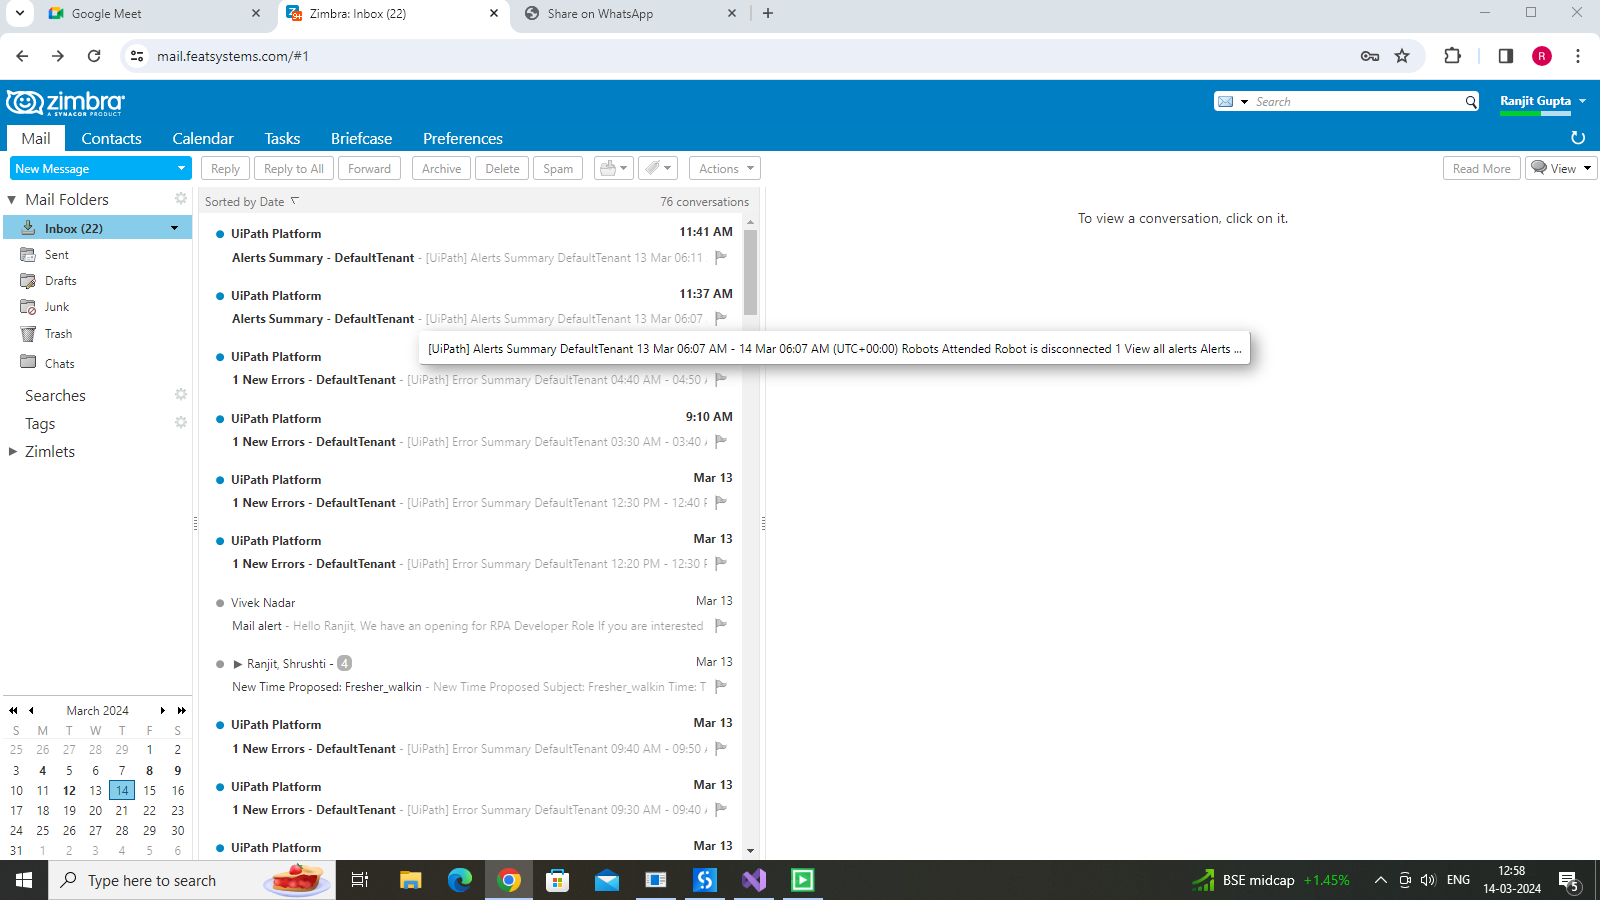 Google Meet
Zimbra: Inbox (22)
Share on WhatsApp
mail.featsystems.com/#1
R
zimbra
A SYNACOR PRODUCT
Search
Ranjit Gupta
Mail Contacts Calendar Tasks Briefcase Preferences
New Message Reply Reply to All Forward Archive Delete Spam Actions Read More View
Mail Folders
Inbox (22)
Sent
Drafts
Junk
Trash
Chats
Searches
Tags
Zimlets
Sorted by Date 76 conversations
UiPath Platform 11:41 AM
Alerts Summary - DefaultTenant - [UiPath] Alerts Summary DefaultTenant 13 Mar 06:11
UiPath Platform 11:37 AM
Alerts Summary - DefaultTenant - [UiPath] Alerts Summary DefaultTenant 13 Mar 06:07
[UiPath] Alerts Summary DefaultTenant 13 Mar 06:07 AM - 14 Mar 06:07 AM (UTC+00:00) Robots Attended Robot is disconnected 1 View all alerts Alerts ...
UiPath Platform
1 New Errors - DefaultTenant - [UiPath] Error Summary DefaultTenant 04:40 AM - 04:50
UiPath Platform 9:10 AM
1 New Errors - DefaultTenant - [UiPath] Error Summary DefaultTenant 03:30 AM - 03:40
UiPath Platform Mar 13
1 New Errors - DefaultTenant - [UiPath] Error Summary DefaultTenant 12:30 PM - 12:40
UiPath Platform Mar 13
1 New Errors - DefaultTenant - [UiPath] Error Summary DefaultTenant 12:20 PM - 12:30
Vivek Nadar Mar 13
Mail alert - Hello Ranjit, We have an opening for RPA Developer Role If you are interested
Ranjit, Shrushti - 4 Mar 13
New Time Proposed: Fresher_walkin - New Time Proposed Subject: Fresher_walkin Time: T
UiPath Platform Mar 13
1 New Errors - DefaultTenant - [UiPath] Error Summary DefaultTenant 09:40 AM - 09:50
UiPath Platform Mar 13
1 New Errors - DefaultTenant - [UiPath] Error Summary DefaultTenant 09:30 AM - 09:40
UiPath Platform Mar 13
To view a conversation, click on it.
March 2024
S M T W T F S
25 26 27 28 29 1 2
3 4 5 6 7 8 9
10 11 12 13 14 15 16
17 18 19 20 21 22 23
24 25 26 27 28 29 30
31 1 2 3 4 5 6
Type here to search
BSE midcap +1.45%
ENG
12:58
14-03-2024
5